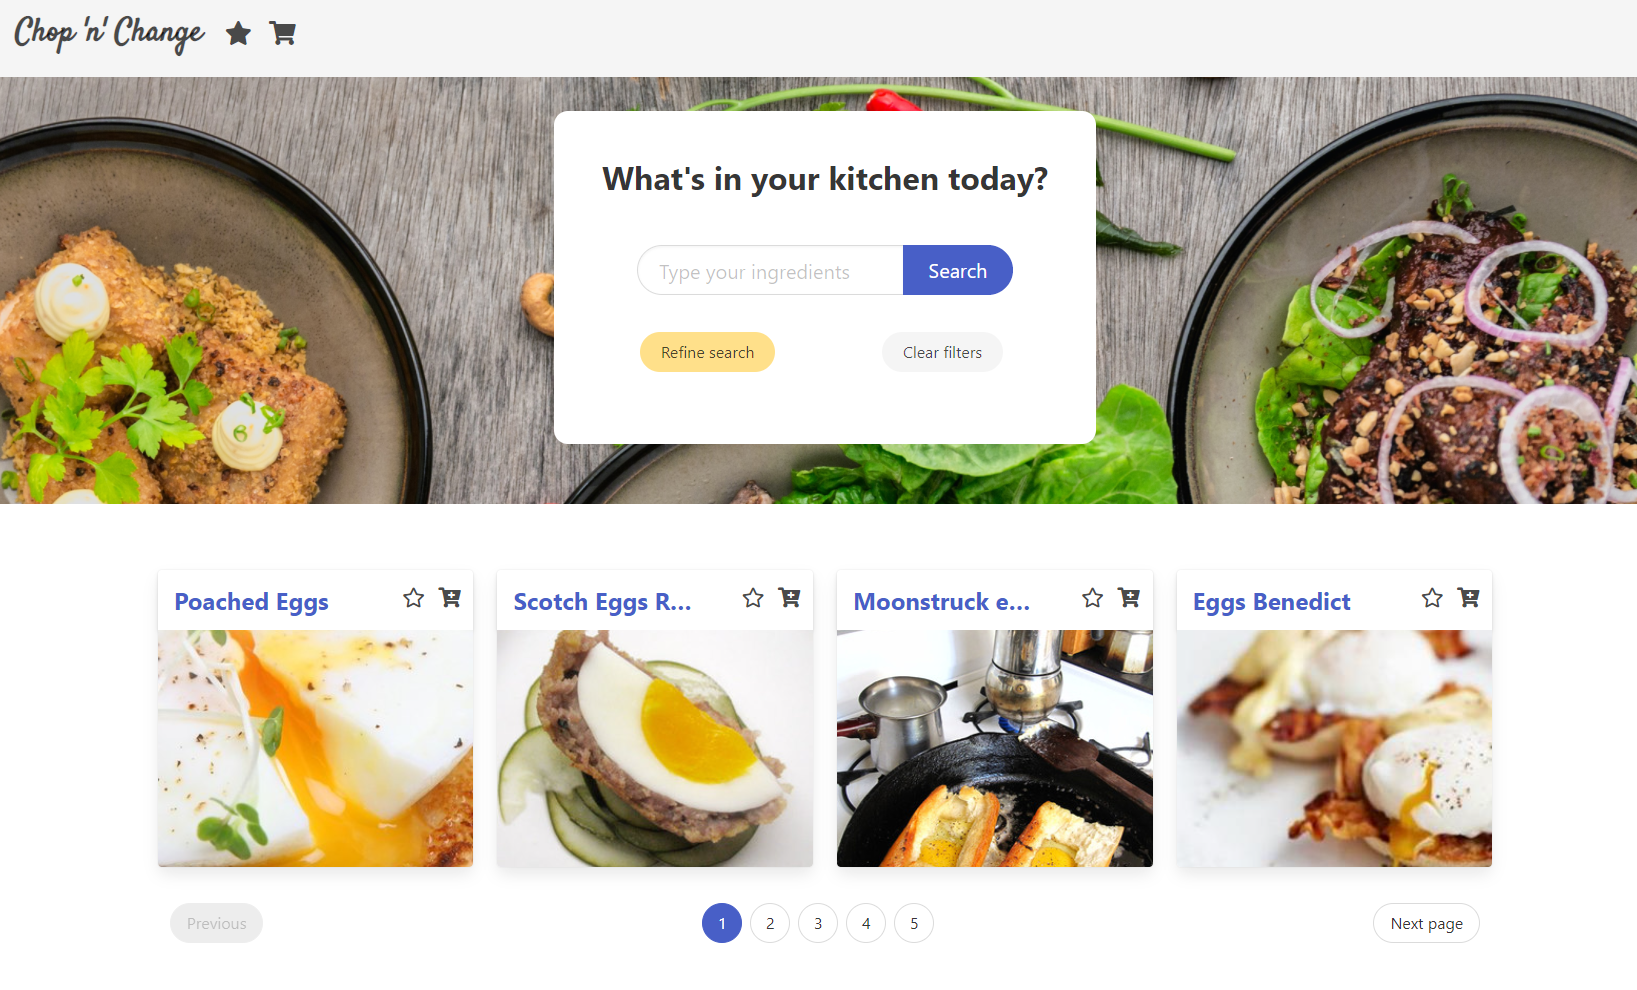 Chop 'n' Change
What's in your kitchen today?
Type your ingredients
Search
Refine search
Clear filters
Poached Eggs
Scotch Eggs R...
Moonstruck e...
Eggs Benedict
Previous
1
2
3
4
5
Next page